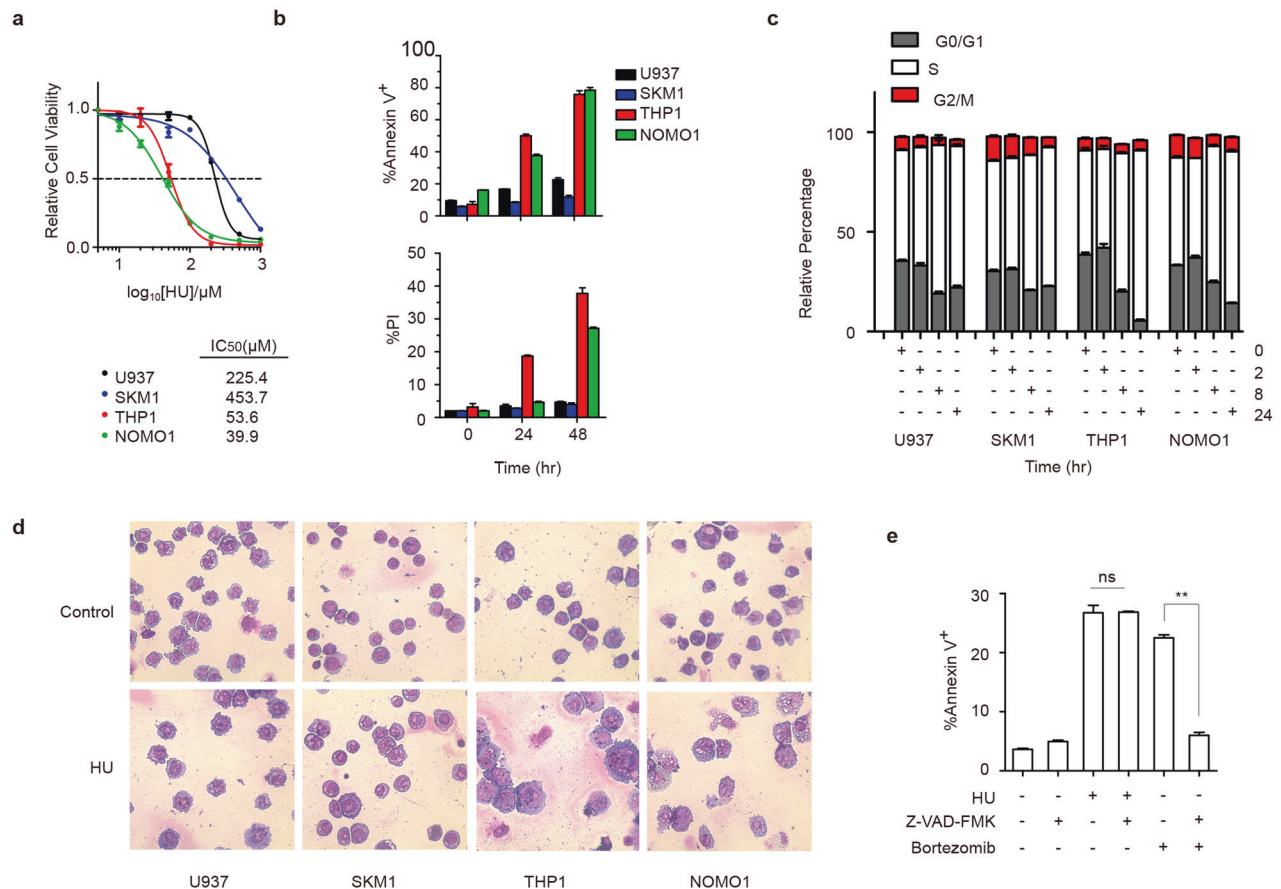 a
Relative Cell Viability
1.0
0.5
0.0
1
2
3
log10[HU]/µM
IC50(µM)
U937 225.4
SKM1 453.7
THP1 53.6
NOMO1 39.9
b
%Annexin V+
100
80
60
40
20
0
U937
SKM1
THP1
NOMO1
%PI
50
40
30
20
10
0
0 24 48
Time (hr)
c
G0/G1
S
G2/M
Relative Percentage
100
50
0
+ - - - + - - - + - - - + - - - 0
- + - - - + - - - + - - - + - - 2
- - + - - - + - - - + - - - + - 8
- - - + - - - + - - - + - - - + 24
U937 SKM1 THP1 NOMO1
Time (hr)
d
Control
HU
U937 SKM1 THP1 NOMO1
e
%Annexin V+
30
20
10
0
ns
**
HU - - + + - -
Z-VAD-FMK - + - + - +
Bortezomib - - - - + +